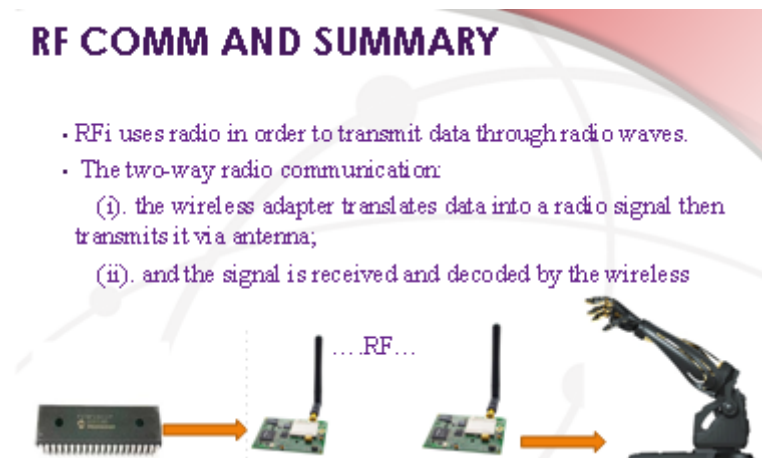 RF COMM AND SUMMARY
• RFi uses radio in order to transmit data through radio waves.
• The two-way radio communication:
(i). the wireless adapter translates data into a radio signal then
transmits it via antenna;
(ii). and the signal is received and decoded by the wireless
....RF...